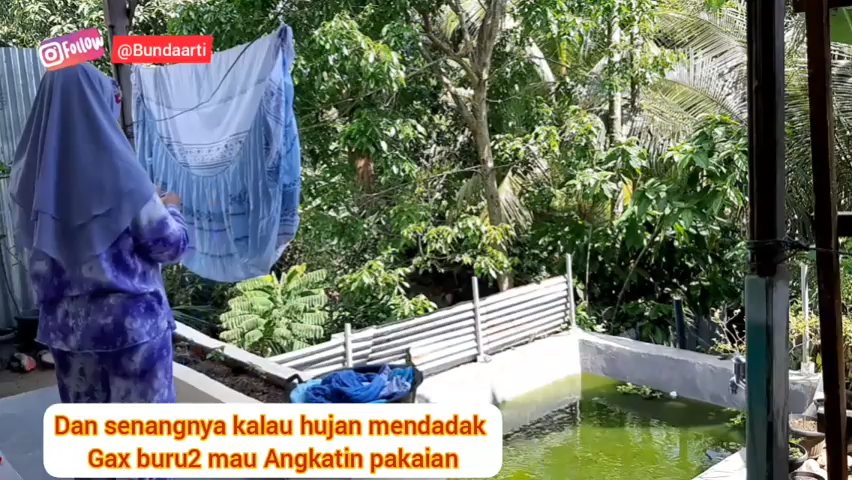 Follow
@Bundaarti
Dan senangnya kalau hujan mendadak
Gax buru2 mau Angkatin pakaian